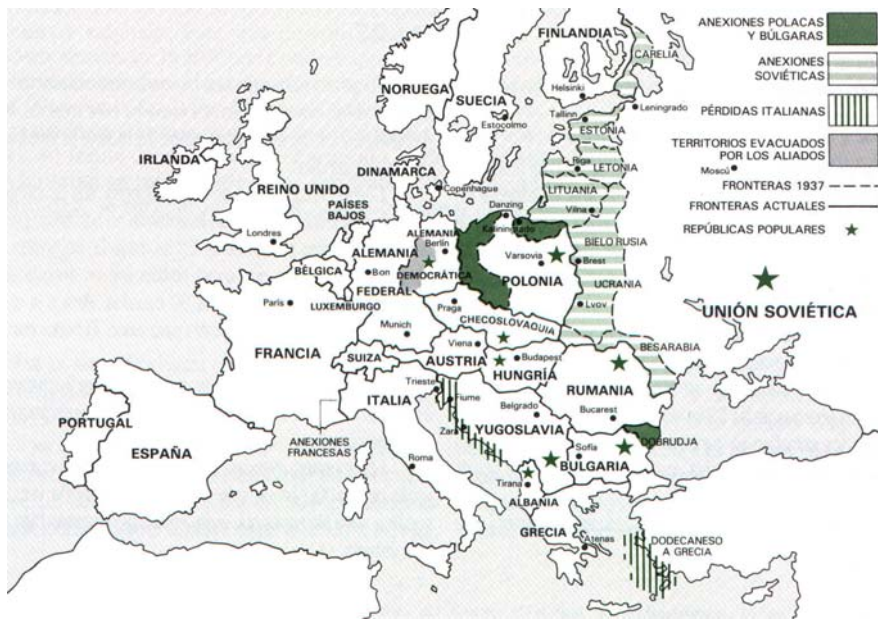 ANEXIONES POLACAS
Y BÚLGARAS
ANEXIONES
SOVIÉTICAS
PÉRDIDAS ITALIANAS
TERRITORIOS EVACUADOS
POR LOS ALIADOS
FRONTERAS 1937
FRONTERAS ACTUALES
REPÚBLICAS POPULARES
FINLANDIA
CARELIA
NORUEGA
SUECIA
Helsinki
Leningrado
Tallinn
Estocolmo
ESTONIA
IRLANDA
Riga
LETONIA
Moscú
DINAMARCA
REINO UNIDO
Copenhague
LITUANIA
PAÍSES
BAJOS
Danzing
Vilna
Kaliningrado
Londres
ALEMANIA
Berlín
DEMOCRÁTICA
BIELO RUSIA
ALEMANIA
FEDERAL
Varsovia
Brest
BÉLGICA
Bon
POLONIA
UCRANIA
París
LUXEMBURGO
Praga
Lvov
UNIÓN SOVIÉTICA
CHECOSLOVAQUIA
Munich
Viena
BESARABIA
FRANCIA
SUIZA
AUSTRIA
Budapest
HUNGRÍA
RUMANIA
Trieste
Fiume
ITALIA
Belgrado
Bucarest
PORTUGAL
ESPAÑA
ANEXIONES
FRANCESAS
Zara
YUGOSLAVIA
DOBRUDJA
Sofía
BULGARIA
Roma
Tirana
ALBANIA
GRECIA
Atenas
DODECANESO
A GRECIA